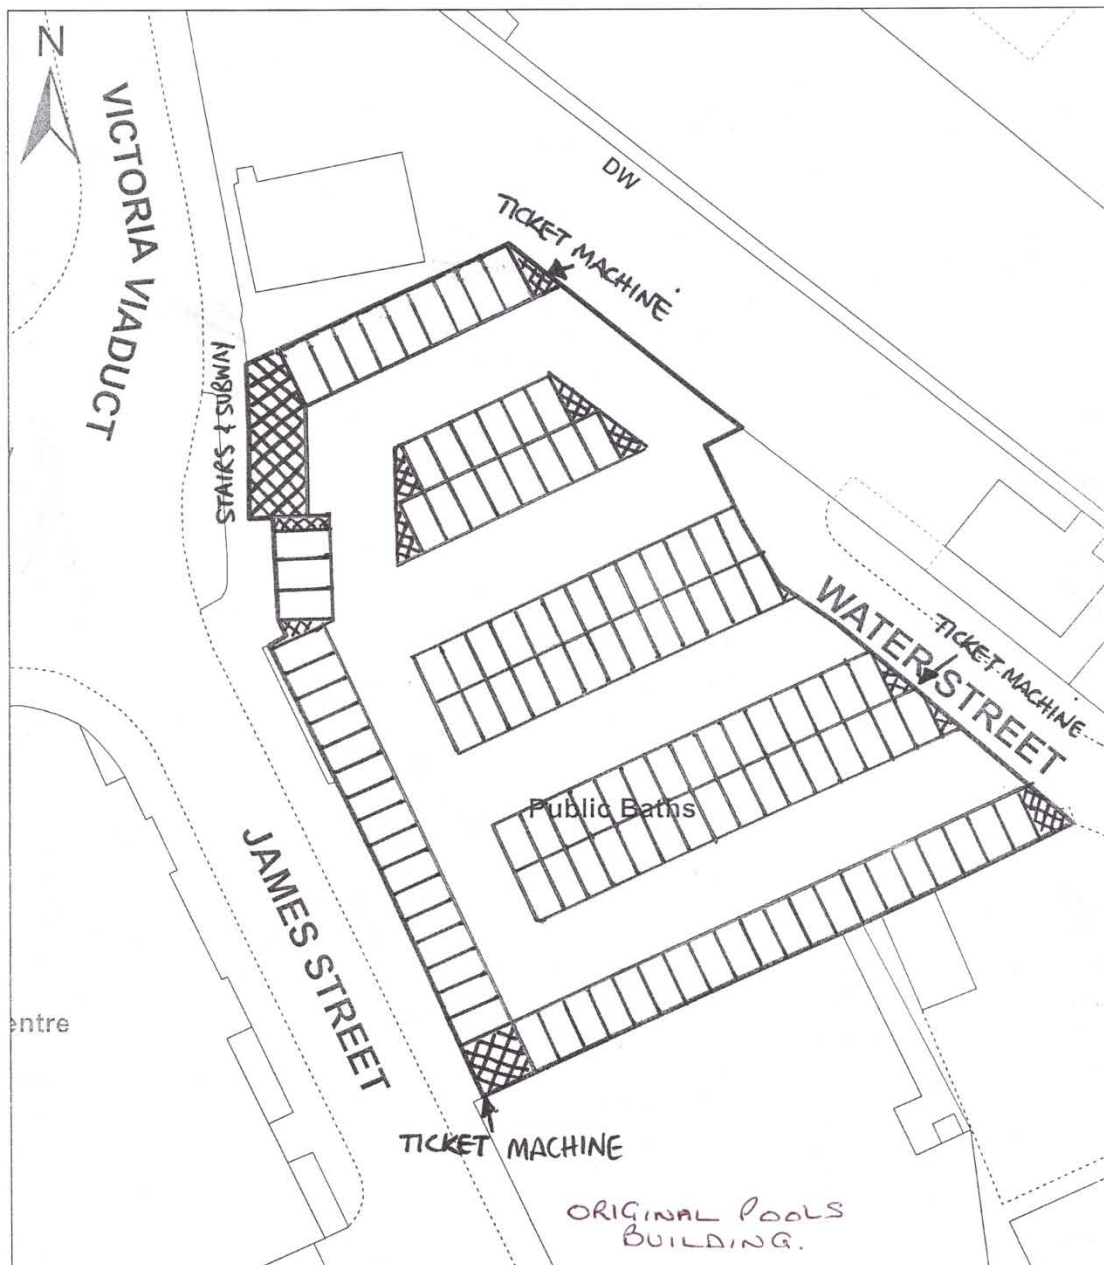 N
VICTORIA VIADUCT
DW
TICKET MACHINE.
STAIRS & SUBWAY
WATER STREET
TICKET MACHINE
Public Baths
JAMES STREET
entre
TICKET MACHINE
ORIGINAL POOLS
BUILDING.